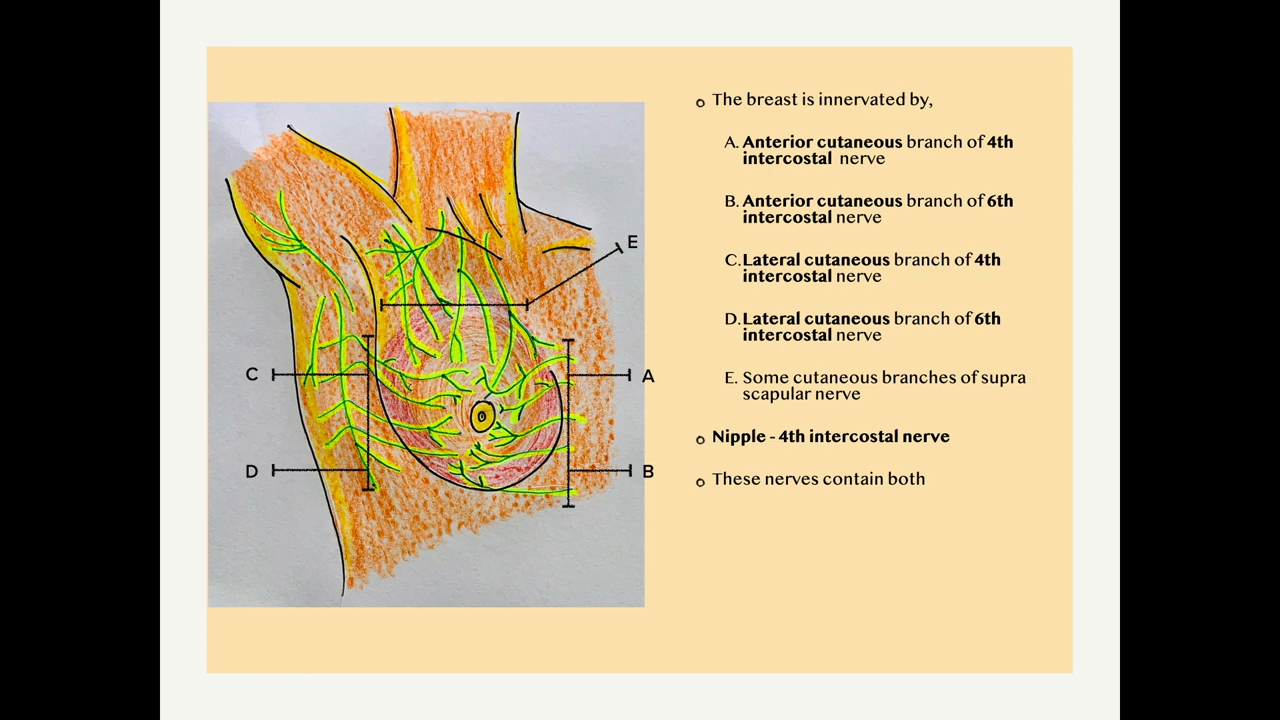 The breast is innervated by,
A. Anterior cutaneous branch of 4th
intercostal nerve
B. Anterior cutaneous branch of 6th
intercostal nerve
C. Lateral cutaneous branch of 4th
intercostal nerve
D. Lateral cutaneous branch of 6th
intercostal nerve
E. Some cutaneous branches of supra
scapular nerve
Nipple - 4th intercostal nerve
These nerves contain both
E
C
A
D
B